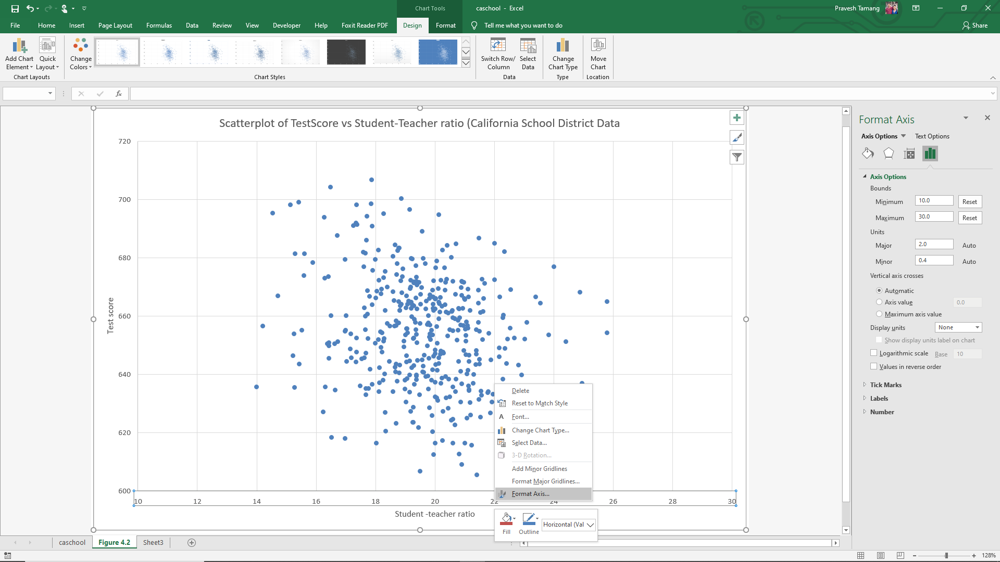 Chart Tools
caschool - Excel
Pravesh Tamang
File
Home
Insert
Page Layout
Formulas
Data
Review
View
Developer
Help
Foxit Reader PDF
Design
Format
Tell me what you want to do
Share
Add Chart
Element
Quick
Layout
Change
Colors
Switch Row/
Column
Select
Data
Change
Chart Type
Move
Chart
Chart Layouts
Chart Styles
Data
Type
Location
fx
Scatterplot of TestScore vs Student-Teacher ratio (California School District Data
720
700
680
660
640
620
600
Test score
10
12
14
16
18
20
22
24
26
28
30
Student -teacher ratio
Delete
Reset to Match Style
A Font...
Change Chart Type...
Select Data...
3-D Rotation...
Add Minor Gridlines
Format Major Gridlines...
Format Axis...
Fill
Outline
Horizontal (Val
Format Axis
Axis Options
Text Options
Axis Options
Bounds
Minimum 10.0 Reset
Maximum 30.0 Reset
Units
Major 2.0 Auto
Minor 0.4 Auto
Vertical axis crosses
Automatic
Axis value 0.0
Maximum axis value
Display units None
Show display units label on chart
Logarithmic scale Base 10
Values in reverse order
Tick Marks
Labels
Number
caschool
Figure 4.2
Sheet3
128%